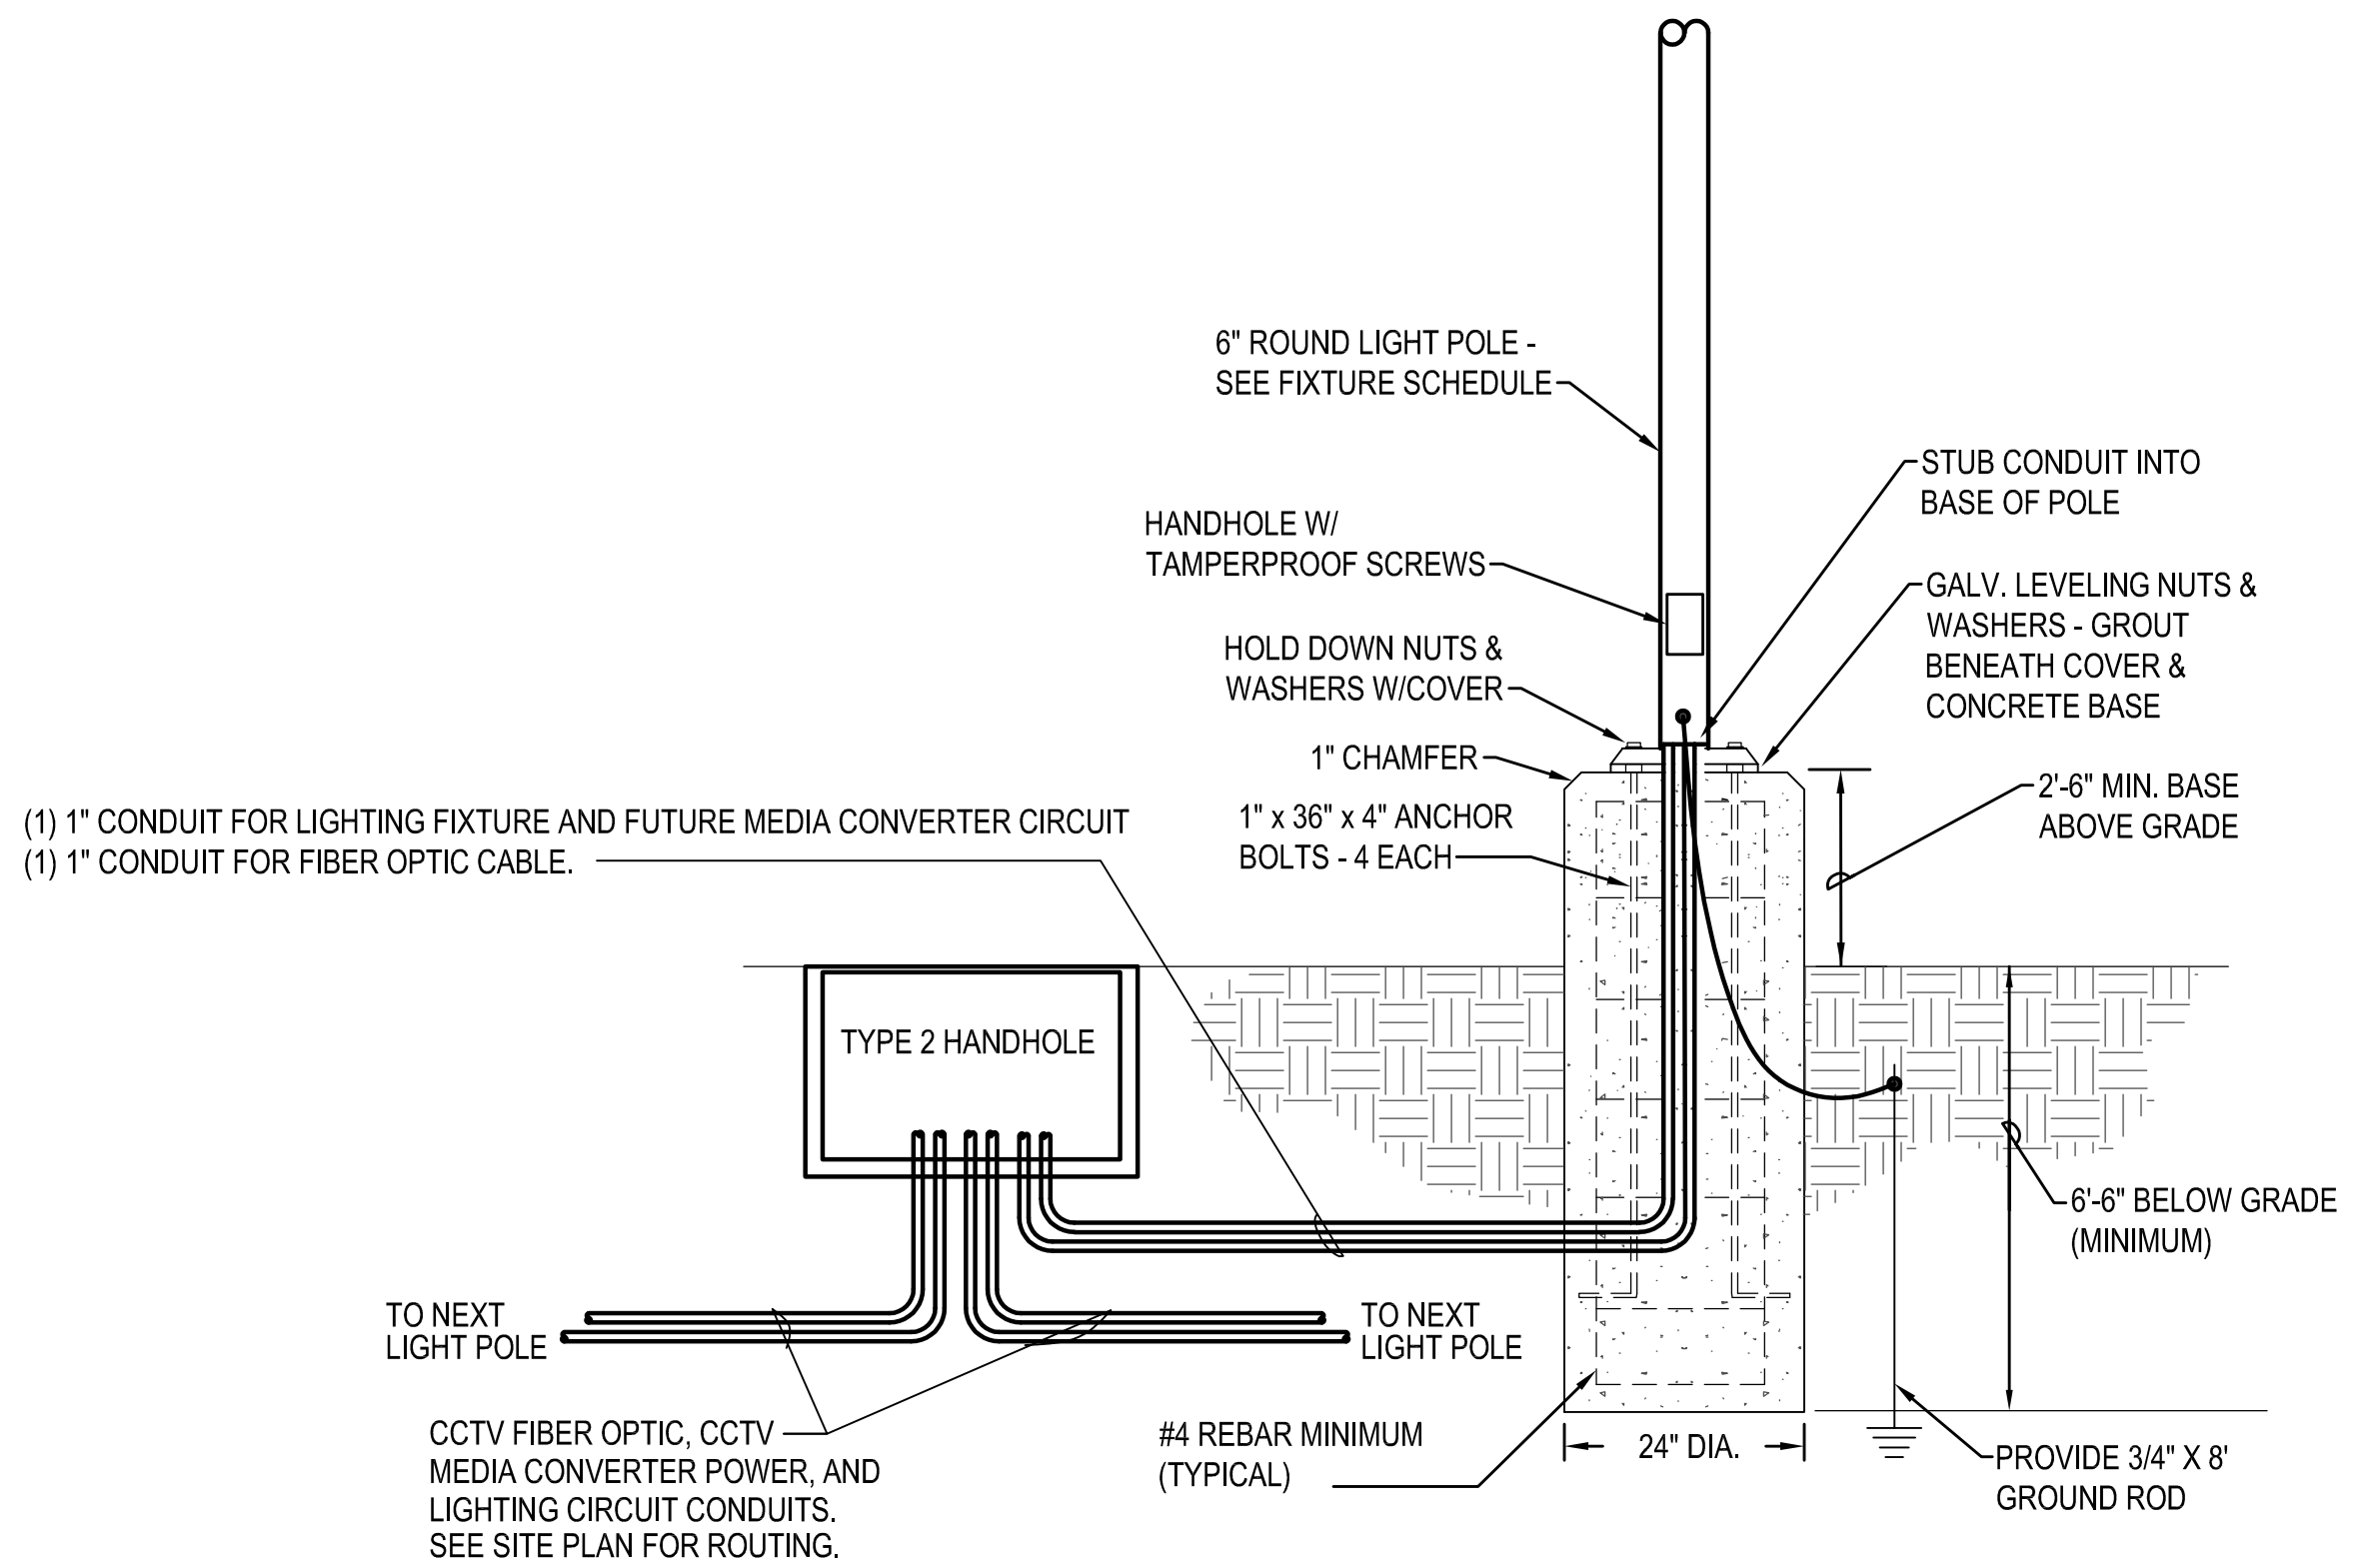 6" ROUND LIGHT POLE -
SEE FIXTURE SCHEDULE
STUB CONDUIT INTO
BASE OF POLE
HANDHOLE W/
TAMPERPROOF SCREWS
GALV. LEVELING NUTS &
WASHERS - GROUT
BENEATH COVER &
CONCRETE BASE
HOLD DOWN NUTS &
WASHERS W/COVER
1" CHAMFER
2'-6" MIN. BASE
ABOVE GRADE
1" x 36" x 4" ANCHOR
BOLTS - 4 EACH
(1) 1" CONDUIT FOR LIGHTING FIXTURE AND FUTURE MEDIA CONVERTER CIRCUIT
(1) 1" CONDUIT FOR FIBER OPTIC CABLE.
TYPE 2 HANDHOLE
6'-6" BELOW GRADE
(MINIMUM)
TO NEXT
LIGHT POLE
TO NEXT
LIGHT POLE
CCTV FIBER OPTIC, CCTV
MEDIA CONVERTER POWER, AND
LIGHTING CIRCUIT CONDUITS.
SEE SITE PLAN FOR ROUTING.
#4 REBAR MINIMUM
(TYPICAL)
24" DIA.
PROVIDE 3/4" X 8'
GROUND ROD